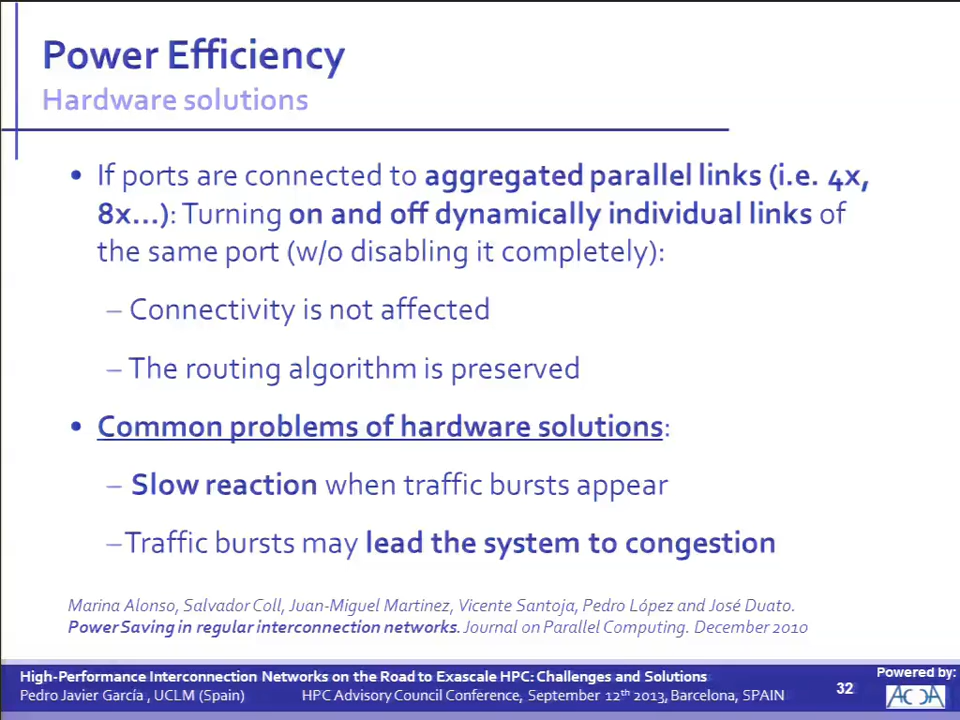 Power Efficiency
Hardware solutions
• If ports are connected to aggregated parallel links (i.e. 4x,
8x...): Turning on and off dynamically individual links of
the same port (w/o disabling it completely):
– Connectivity is not affected
– The routing algorithm is preserved
• Common problems of hardware solutions:
– Slow reaction when traffic bursts appear
–Traffic bursts may lead the system to congestion
Marina Alonso, Salvador Coll, Juan-Miguel Martinez, Vicente Santoja, Pedro López and José Duato.
Power Saving in regular interconnection networks. Journal on Parallel Computing. December 2010
High-Performance Interconnection Networks on the Road to Exascale HPC: Challenges and Solutions
Pedro Javier García , UCLM (Spain) HPC Advisory Council Conference, September 12th 2013, Barcelona, SPAIN
32
Powered by: